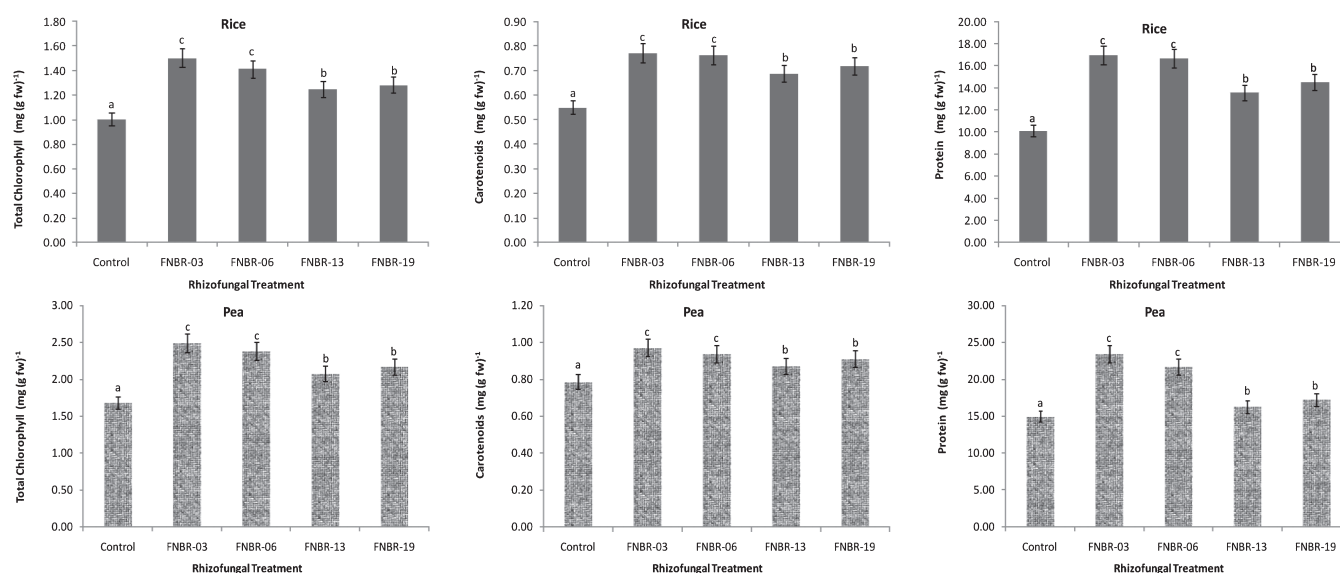 Rice
Total Chlorophyll (mg (g fw)-1)
1.80
1.60
1.40
1.20
1.00
0.80
0.60
0.40
0.20
0.00
a
c
c
b
b
Control FNBR-03 FNBR-06 FNBR-13 FNBR-19
Rhizofungal Treatment
Rice
Carotenoids (mg (g fw)-1)
0.90
0.80
0.70
0.60
0.50
0.40
0.30
0.20
0.10
0.00
a
c
c
b
b
Control FNBR-03 FNBR-06 FNBR-13 FNBR-19
Rhizofungal Treatment
Rice
Protein (mg (g fw)-1)
20.00
18.00
16.00
14.00
12.00
10.00
8.00
6.00
4.00
2.00
0.00
a
c
c
b
b
Control FNBR-03 FNBR-06 FNBR-13 FNBR-19
Rhizofungal Treatment
Pea
Total Chlorophyll (mg (g fw)-1
3.00
2.50
2.00
1.50
1.00
0.50
0.00
a
c
c
b
b
Control FNBR-03 FNBR-06 FNBR-13 FNBR-19
Rhizofungal Treatment
Pea
Carotenoids (mg (g fw)-1
1.20
1.00
0.80
0.60
0.40
0.20
0.00
a
c
c
b
b
Control FNBR-03 FNBR-06 FNBR-13 FNBR-19
Rhizofungal Treatment
Pea
Protein (mg (g fw)-1
30.00
25.00
20.00
15.00
10.00
5.00
0.00
a
c
c
b
b
Control FNBR-03 FNBR-06 FNBR-13 FNBR-19
Rhizofungal Treatment